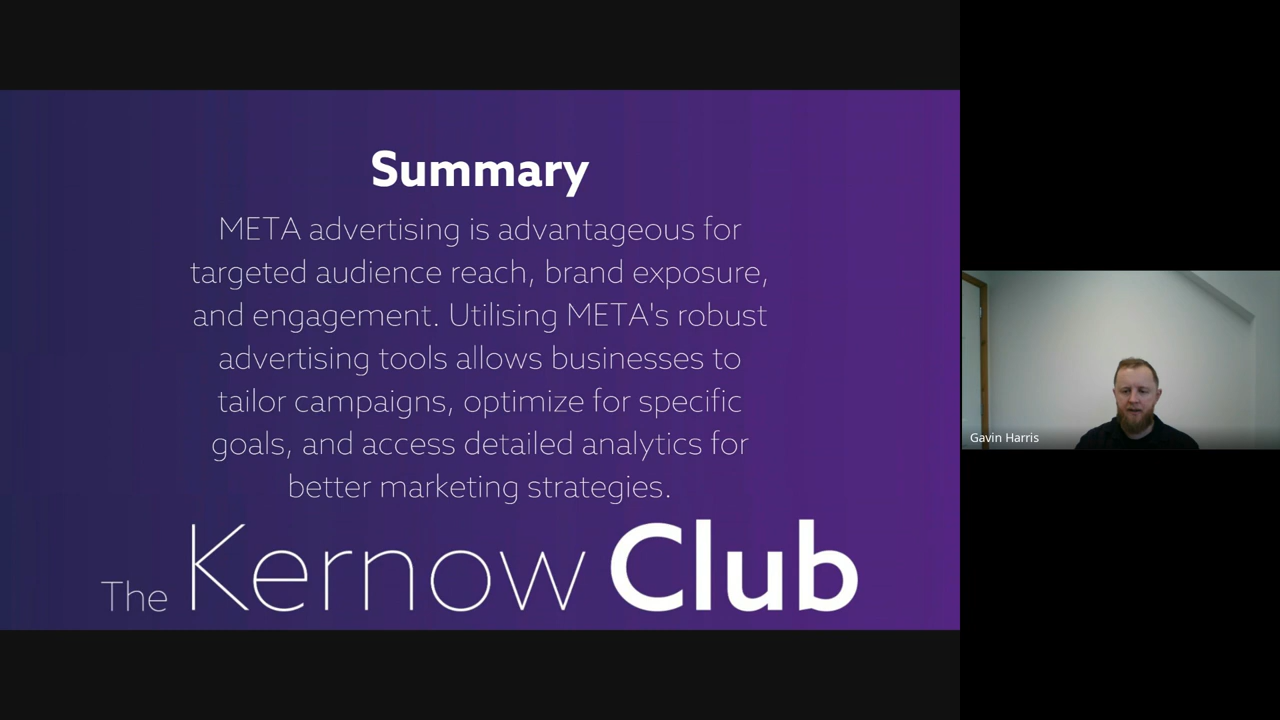 Summary
META advertising is advantageous for
targeted audience reach, brand exposure,
and engagement. Utilising META's robust
advertising tools allows businesses to
tailor campaigns, optimize for specific
goals, and access detailed analytics for
better marketing strategies.
The Kernow Club
Gavin Harris